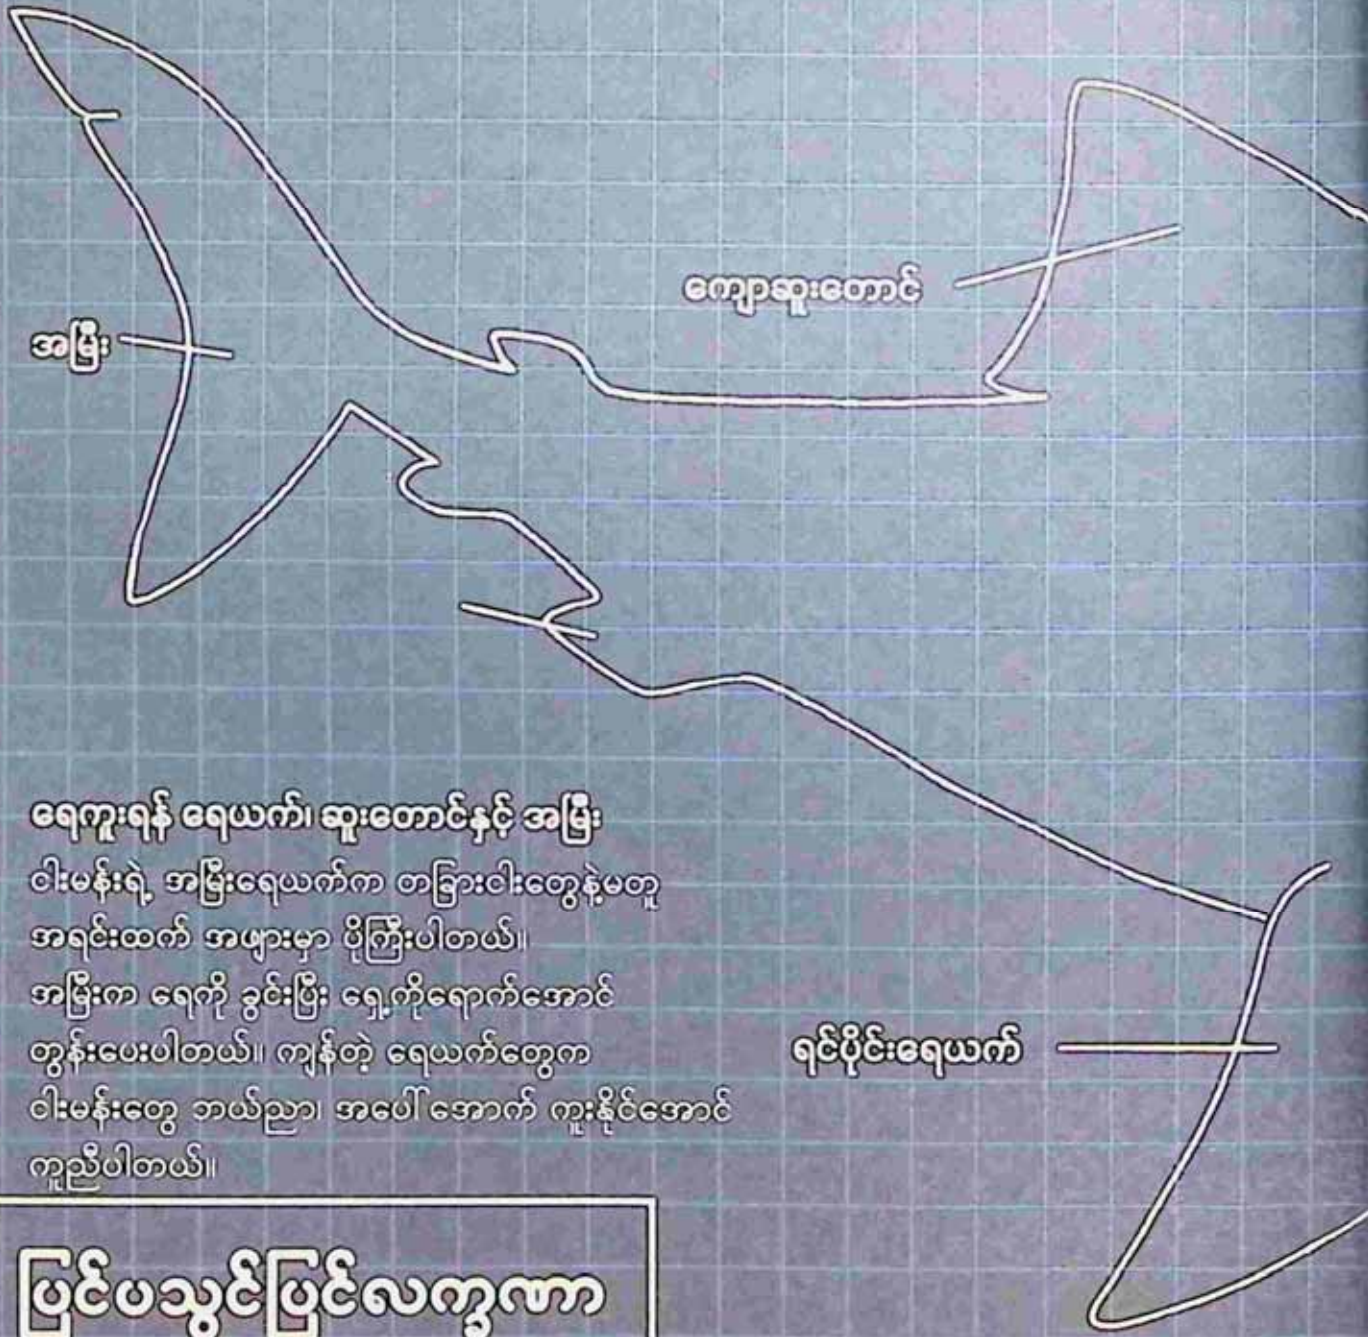 ကျောဆူးတောင်
အမြီး
ရေကူးရန် ရေယက်၊ ဆူးတောင်နှင့် အမြီး
ငါးမန်းရဲ့ အမြီးရေယက်က တခြားငါးတွေနဲ့မတူ
အရင်းထက် အဖျားမှာ ပိုကြီးပါတယ်။
အမြီးက ရေကို ခွင်းပြီး ရှေ့ကိုရောက်အောင်
တွန်းပေးပါတယ်။ ကျန်တဲ့ ရေယက်တွေက
ငါးမန်းတွေ ဘယ်ညာ၊ အပေါ် အောက် ကူးနိုင်အောင်
ကူညီပါတယ်။
ရင်ပိုင်းရေယက်
ပြင်ပသွင်ပြင်လက္ခဏာ